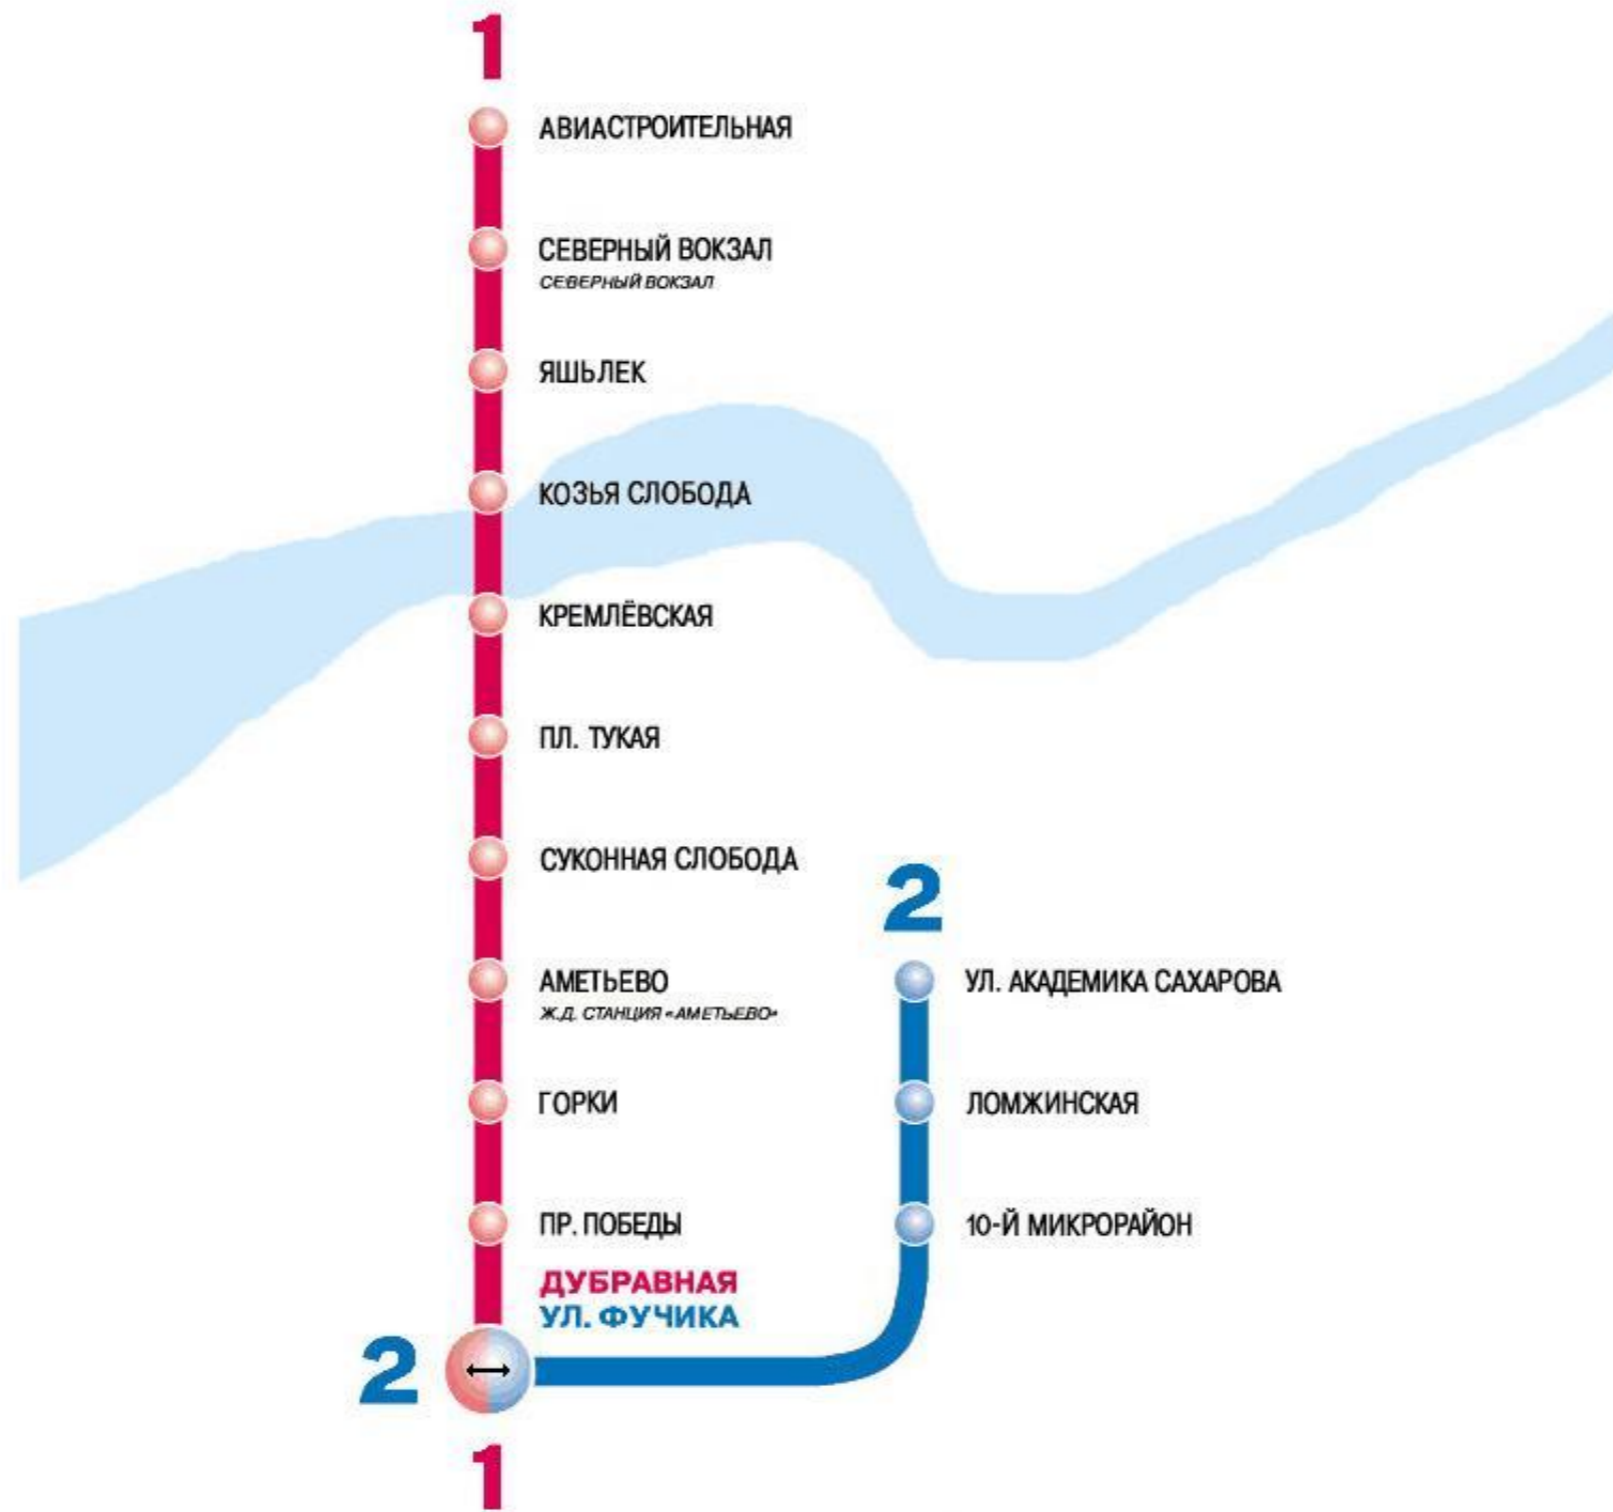 1
АВИАСТРОИТЕЛЬНАЯ
СЕВЕРНЫЙ ВОКЗАЛ
СЕВЕРНЫЙ ВОКЗАЛ
ЯШЬЛЕК
КОЗЬЯ СЛОБОДА
КРЕМЛЁВСКАЯ
ПЛ. ТУКАЯ
СУКОННАЯ СЛОБОДА
АМЕТЬЕВО
Ж.Д. СТАНЦИЯ «АМЕТЬЕВО»
ГОРКИ
ПР. ПОБЕДЫ
ДУБРАВНАЯ
УЛ. ФУЧИКА
2
1
2
УЛ. АКАДЕМИКА САХАРОВА
ЛОМЖИНСКАЯ
10-Й МИКРОРАЙОН